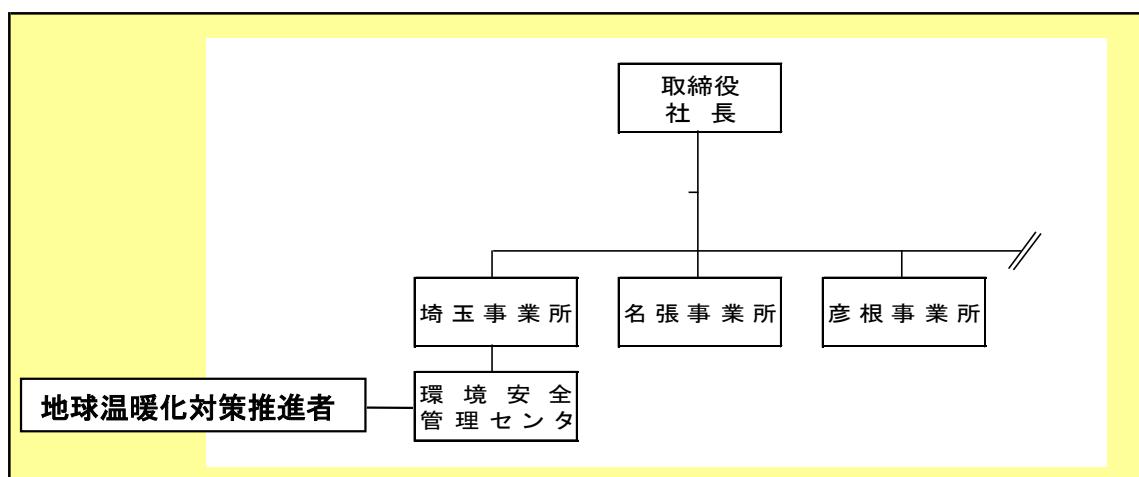 取締役
社長
埼玉事業所
名張事業所
彦根事業所
地球温暖化対策推進者
環境安全
管理センタ